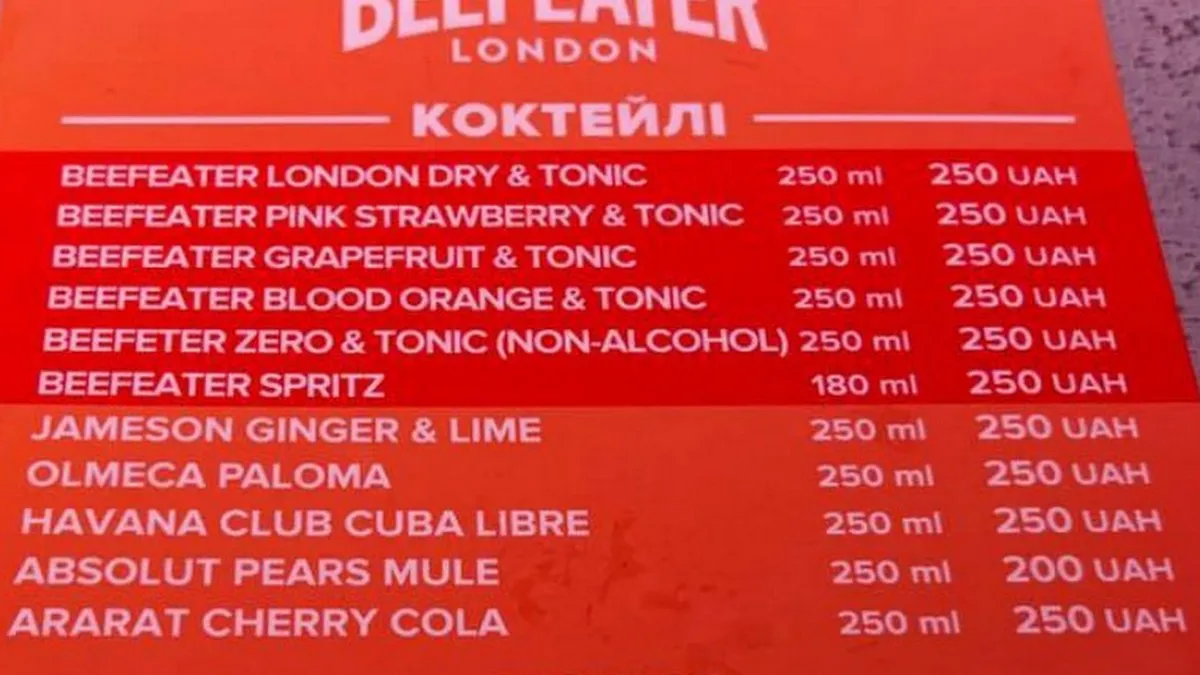 BEEFEATER
LONDON
КОКТЕЙЛІ
BEEFEATER LONDON DRY & TONIC 250 ml 250 UAH
BEEFEATER PINK STRAWBERRY & TONIC 250 ml 250 UAH
BEEFEATER GRAPEFRUIT & TONIC 250 ml 250 UAH
BEEFEATER BLOOD ORANGE & TONIC 250 ml 250 UAH
BEEFETER ZERO & TONIC (NON-ALCOHOL) 250 ml 250 UAH
BEEFEATER SPRITZ 180 ml 250 UAH
JAMESON GINGER & LIME 250 ml 250 UAH
OLMECA PALOMA 250 ml 250 UAH
HAVANA CLUB CUBA LIBRE 250 ml 250 UAH
ABSOLUT PEARS MULE 250 ml 200 UAH
ARARAT CHERRY COLA 250 ml 250 UAH